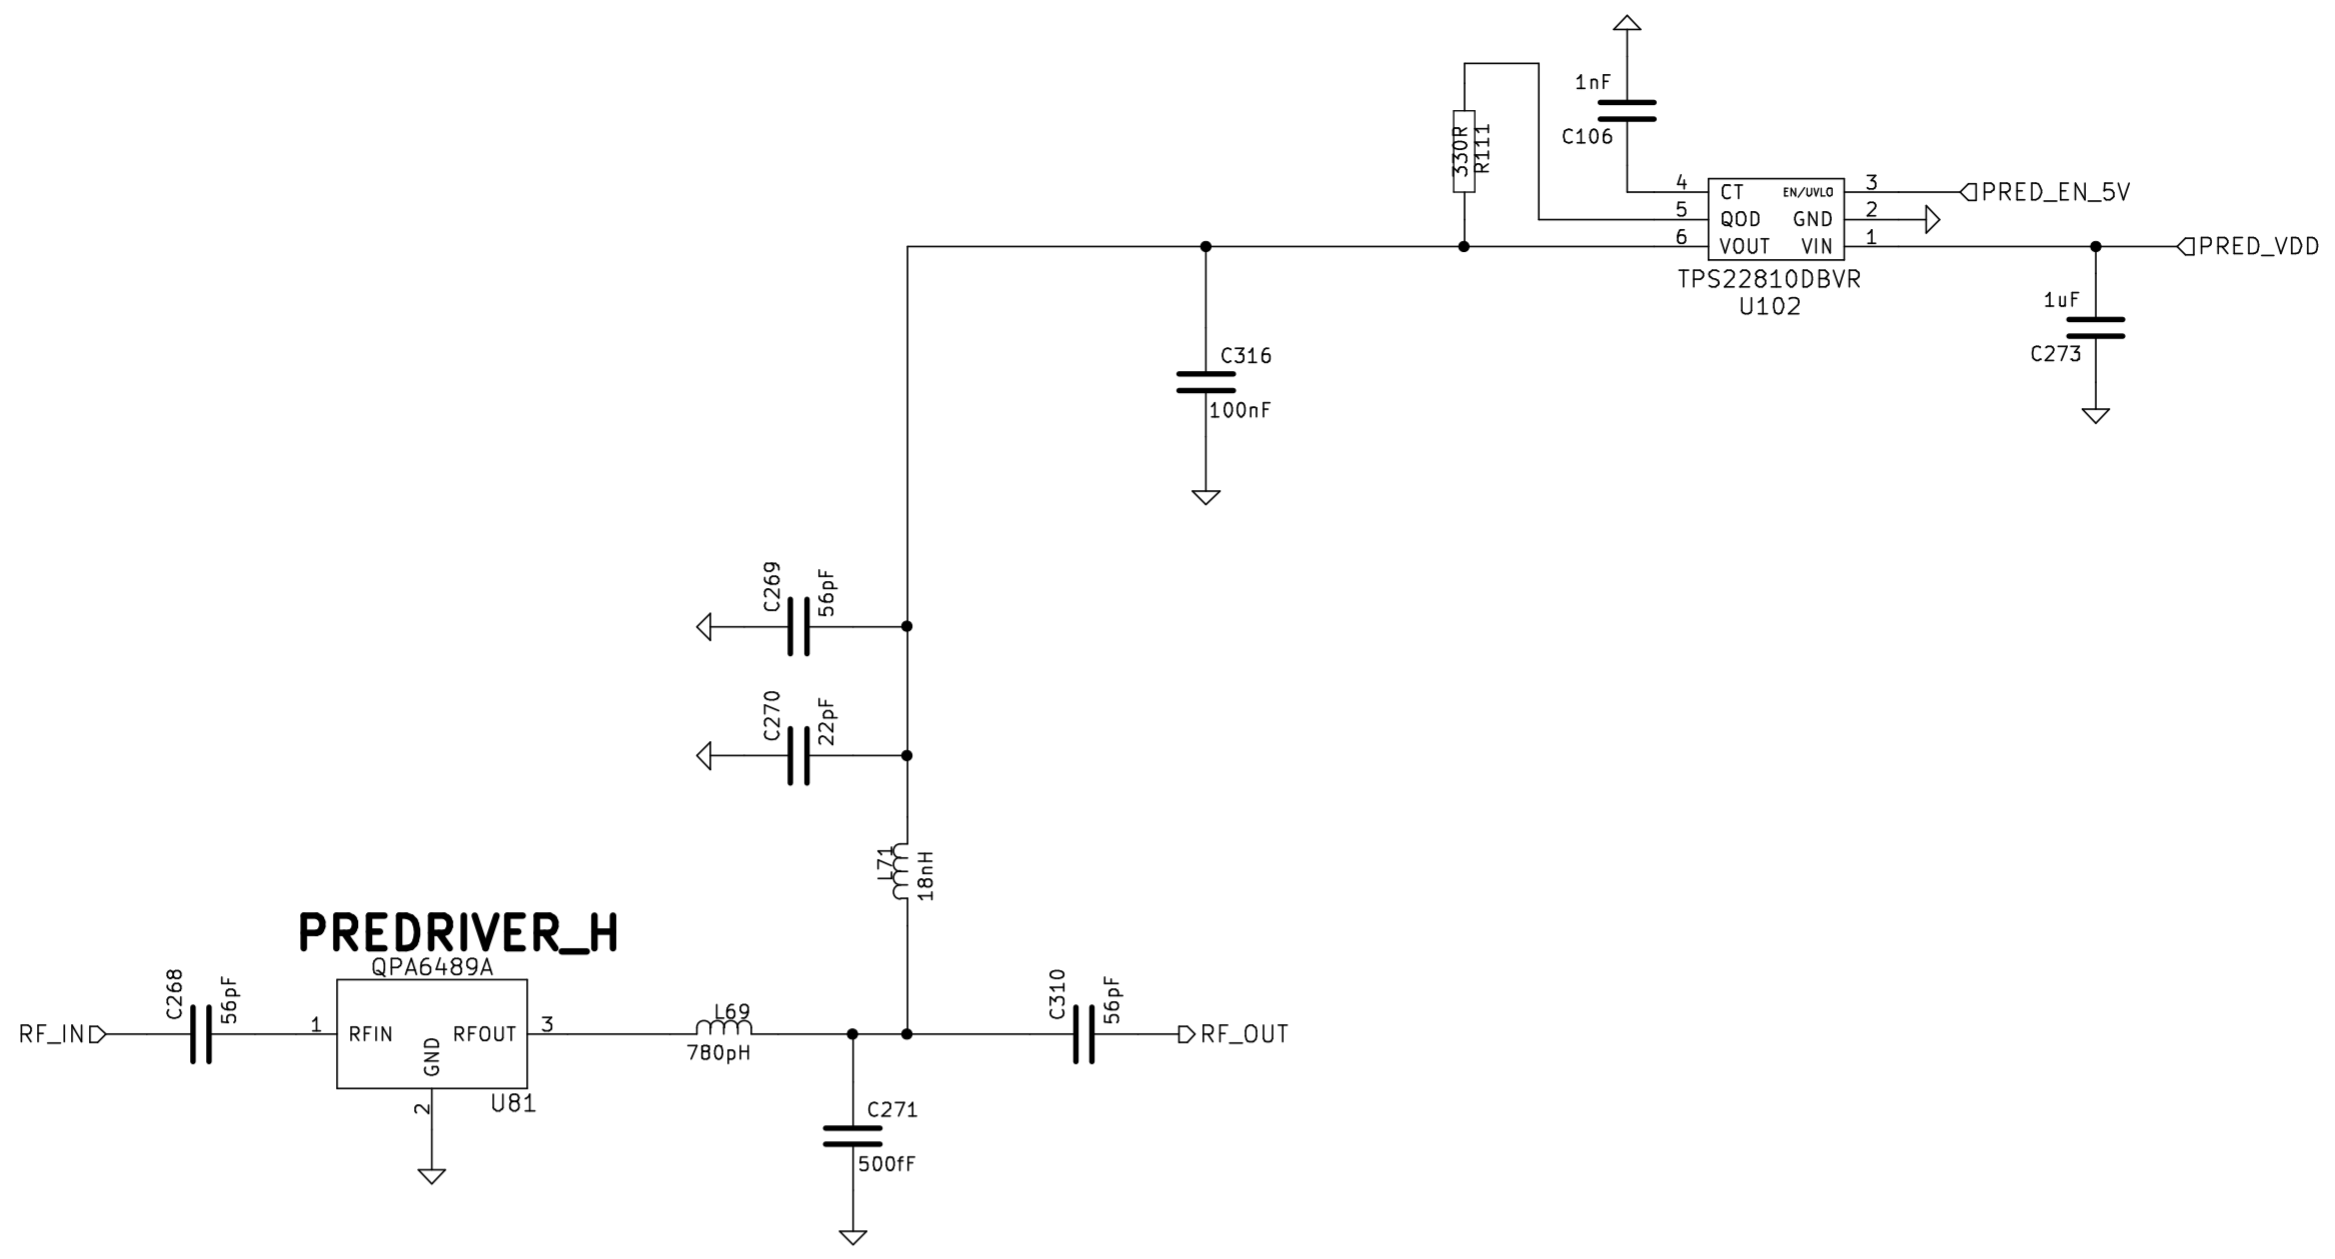 1nF
C106
330R
R111
4
CT
EN/UVLO
3
PRED_EN_5V
5
QOD
GND
2
6
VOUT
VIN
1
PRED_VDD
TPS22810DBVR
U102
1uF
C273
C316
100nF
C269
56pF
C270
22pF
L71
18nH
PREDRIVER_H
QPA6489A
C268
56pF
RF_IN
1
RFIN
RFOUT
3
GND
2
U81
L69
780pH
C310
56pF
RF_OUT
C271
500fF